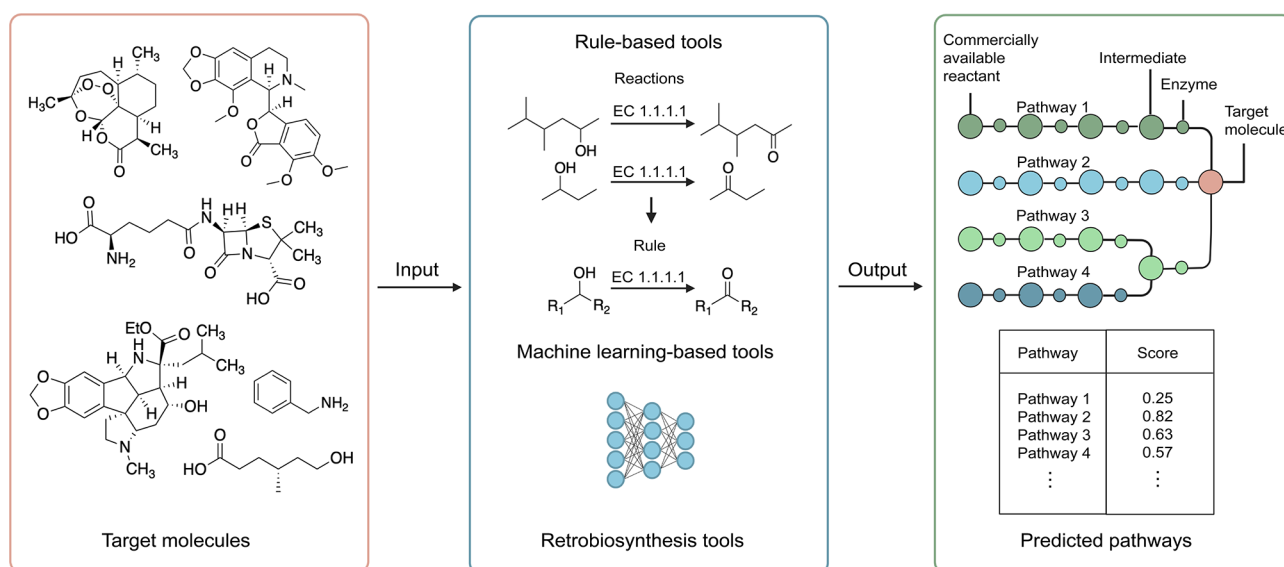 CH₃
H
O
O
H₃C
O
H
H
O
O
CH₃
O
O
N
H
O
H
O
O
O
O
O
HO
NH₂
O
H
N
H
H
S
CH₃
CH₃
O
N
HO
O
EtO
O
CH₃
CH₃
H
N
H
H
H
OH
O
O
N
CH₃
NH₂
O
HO
OH
Target molecules
Input
Rule-based tools
Reactions
EC 1.1.1.1
OH
O
OH
EC 1.1.1.1
O
Rule
OH
EC 1.1.1.1
O
R₁
R₂
R₁
R₂
Machine learning-based tools
Retrobiosynthesis tools
Output
Commercially
available
reactant
Intermediate
Enzyme
Target
molecule
Pathway 1
Pathway 2
Pathway 3
Pathway 4
Pathway Score
Pathway 1 0.25
Pathway 2 0.82
Pathway 3 0.63
Pathway 4 0.57
⋮ ⋮
Predicted pathways